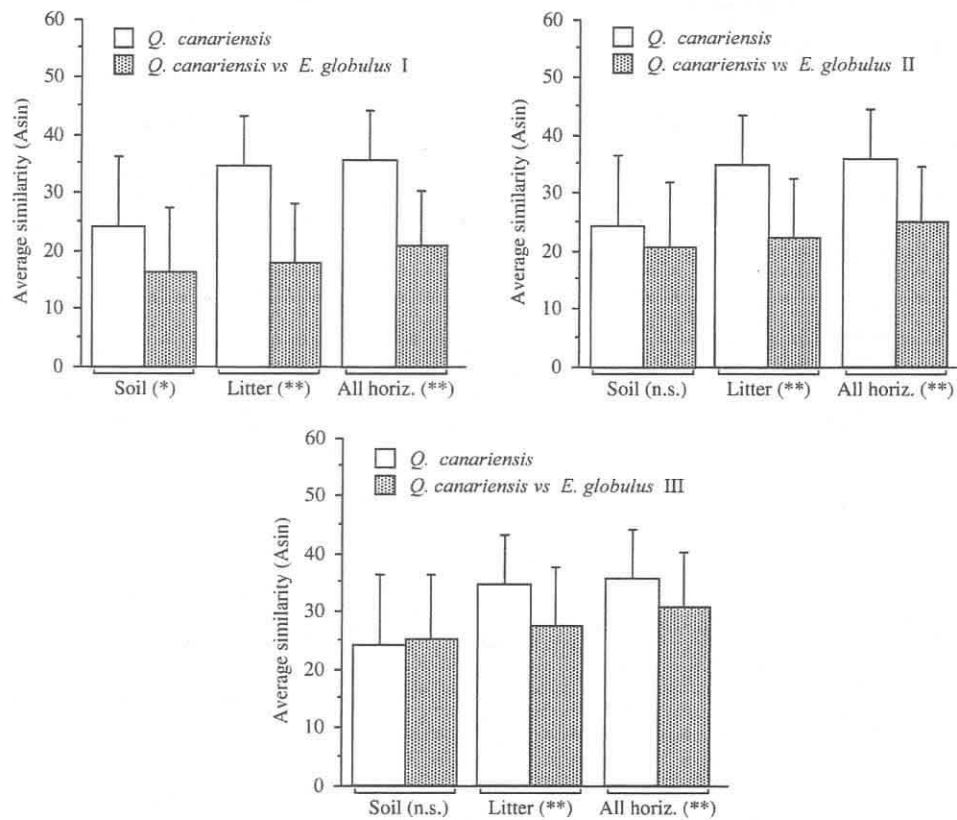 60
50
40
30
20
10
0
Average similarity (Asin)
Q. canariensis
Q. canariensis vs E. globulus I
Soil (*) Litter (**) All horiz. (**)
60
50
40
30
20
10
0
Average similarity (Asin)
Q. canariensis
Q. canariensis vs E. globulus II
Soil (n.s.) Litter (**) All horiz. (**)
60
50
40
30
20
10
0
Average similarity (Asin)
Q. canariensis
Q. canariensis vs E. globulus III
Soil (n.s.) Litter (**) All horiz. (**)